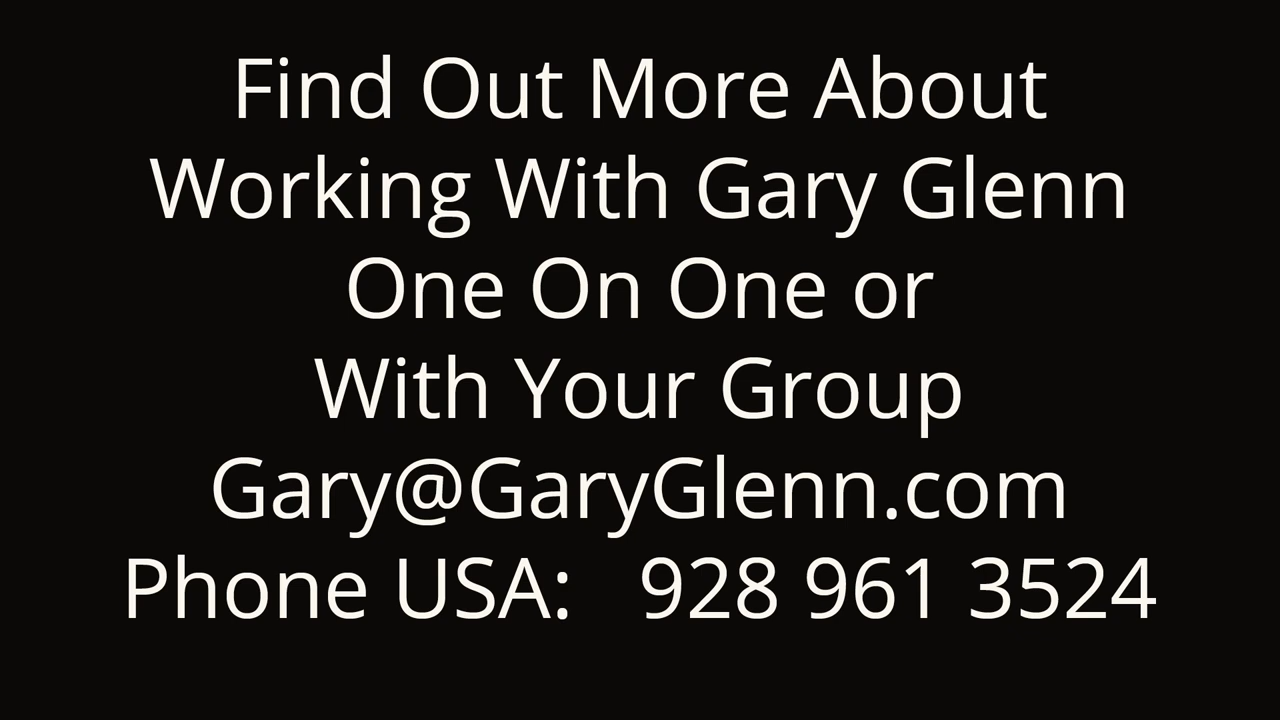 Find Out More About
Working With Gary Glenn
One On One or
With Your Group
Gary@GaryGlenn.com
Phone USA:   928 961 3524